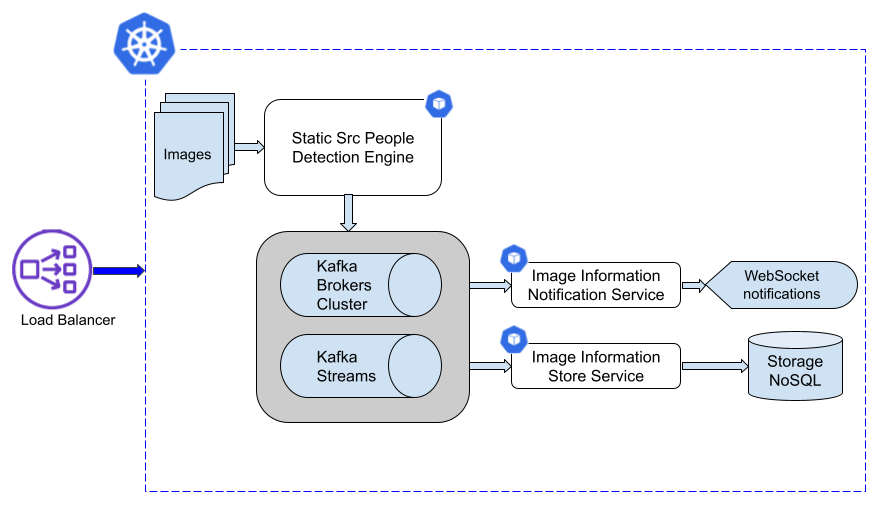 Static Src People
Detection Engine
Images
Kafka
Brokers
Cluster
Image Information
Notification Service
WebSocket
notifications
Load Balancer
Kafka
Streams
Image Information
Store Service
Storage
NoSQL